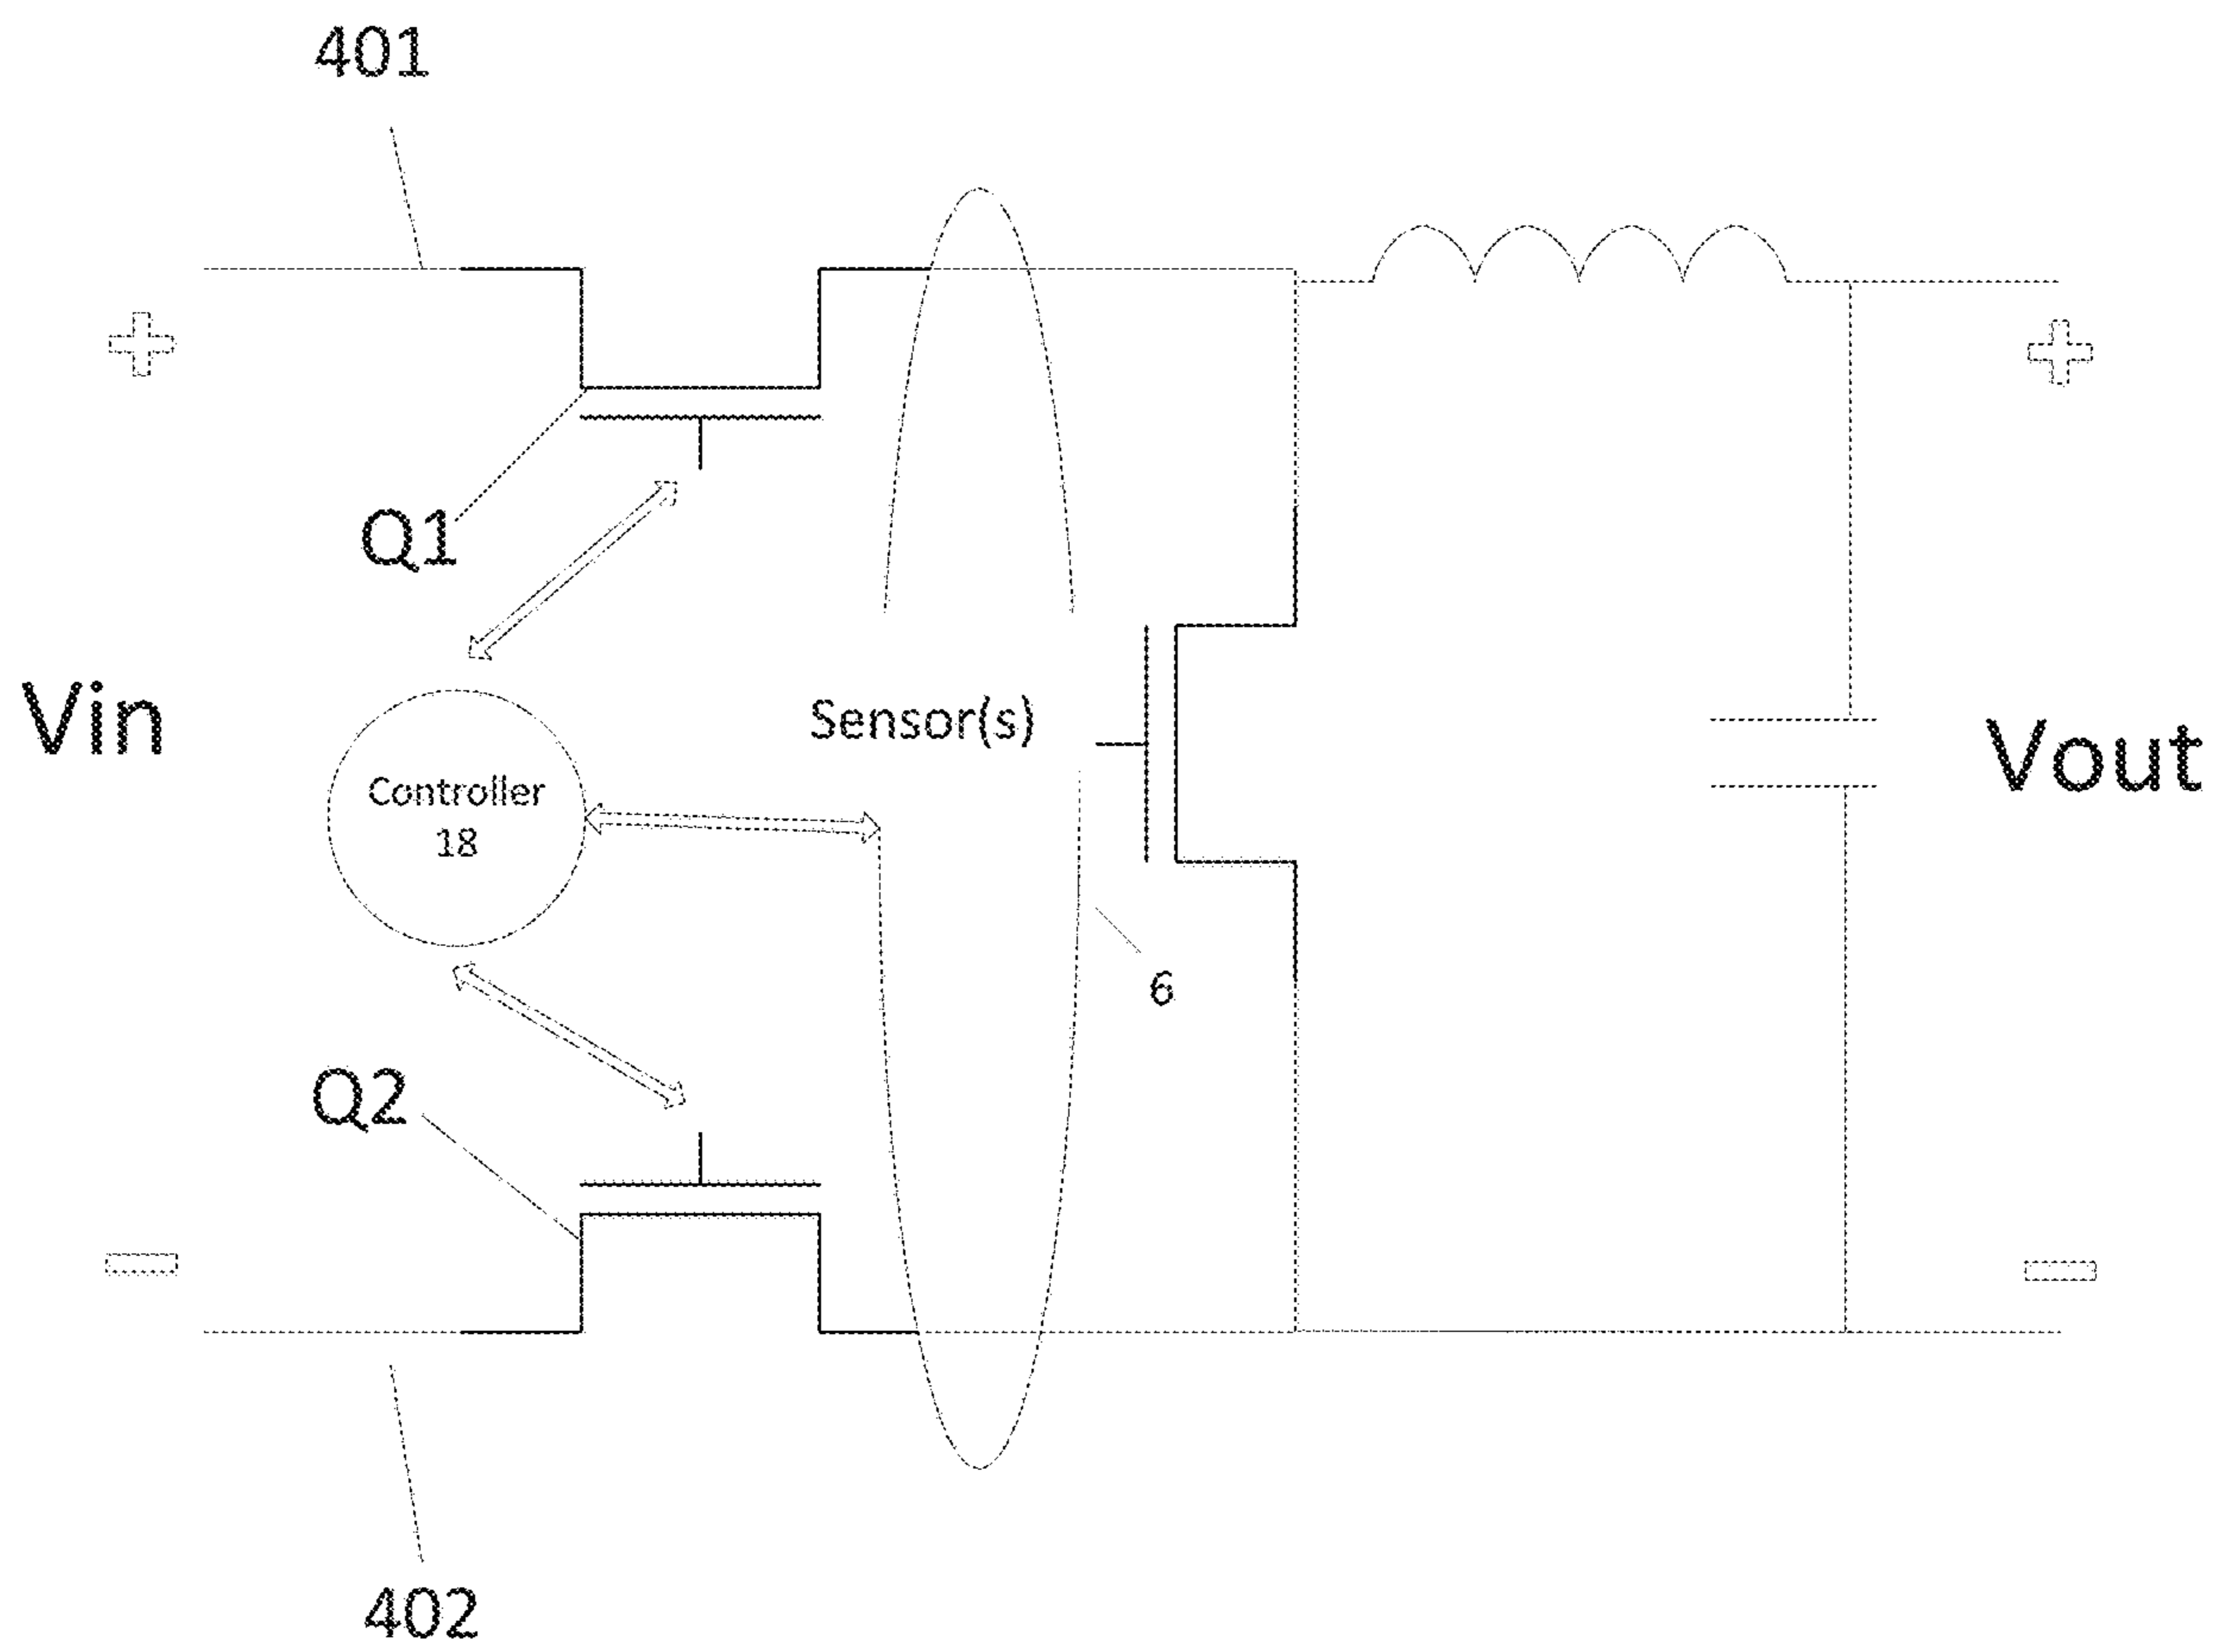 401
+
+
Q1
Vin
Sensor(s)
Vout
Controller
18
6
Q2
−
−
402